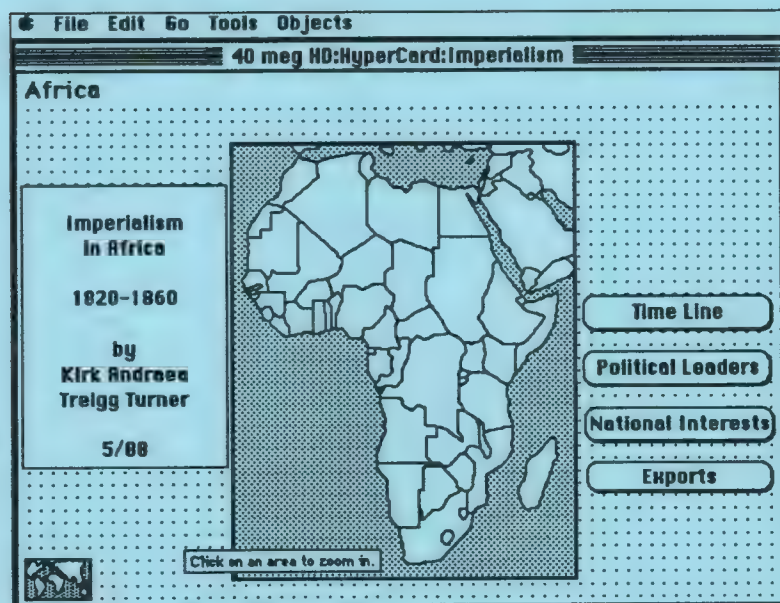 File Edit Go Tools Objects
40 meg HD:HyperCard:Imperialism
Africa
Imperialism
in Africa
1820-1860
by
Kirk Andraea
Treigg Turner
5/88
Time Line
Political Leaders
National Interests
Exports
Click on an area to zoom in.